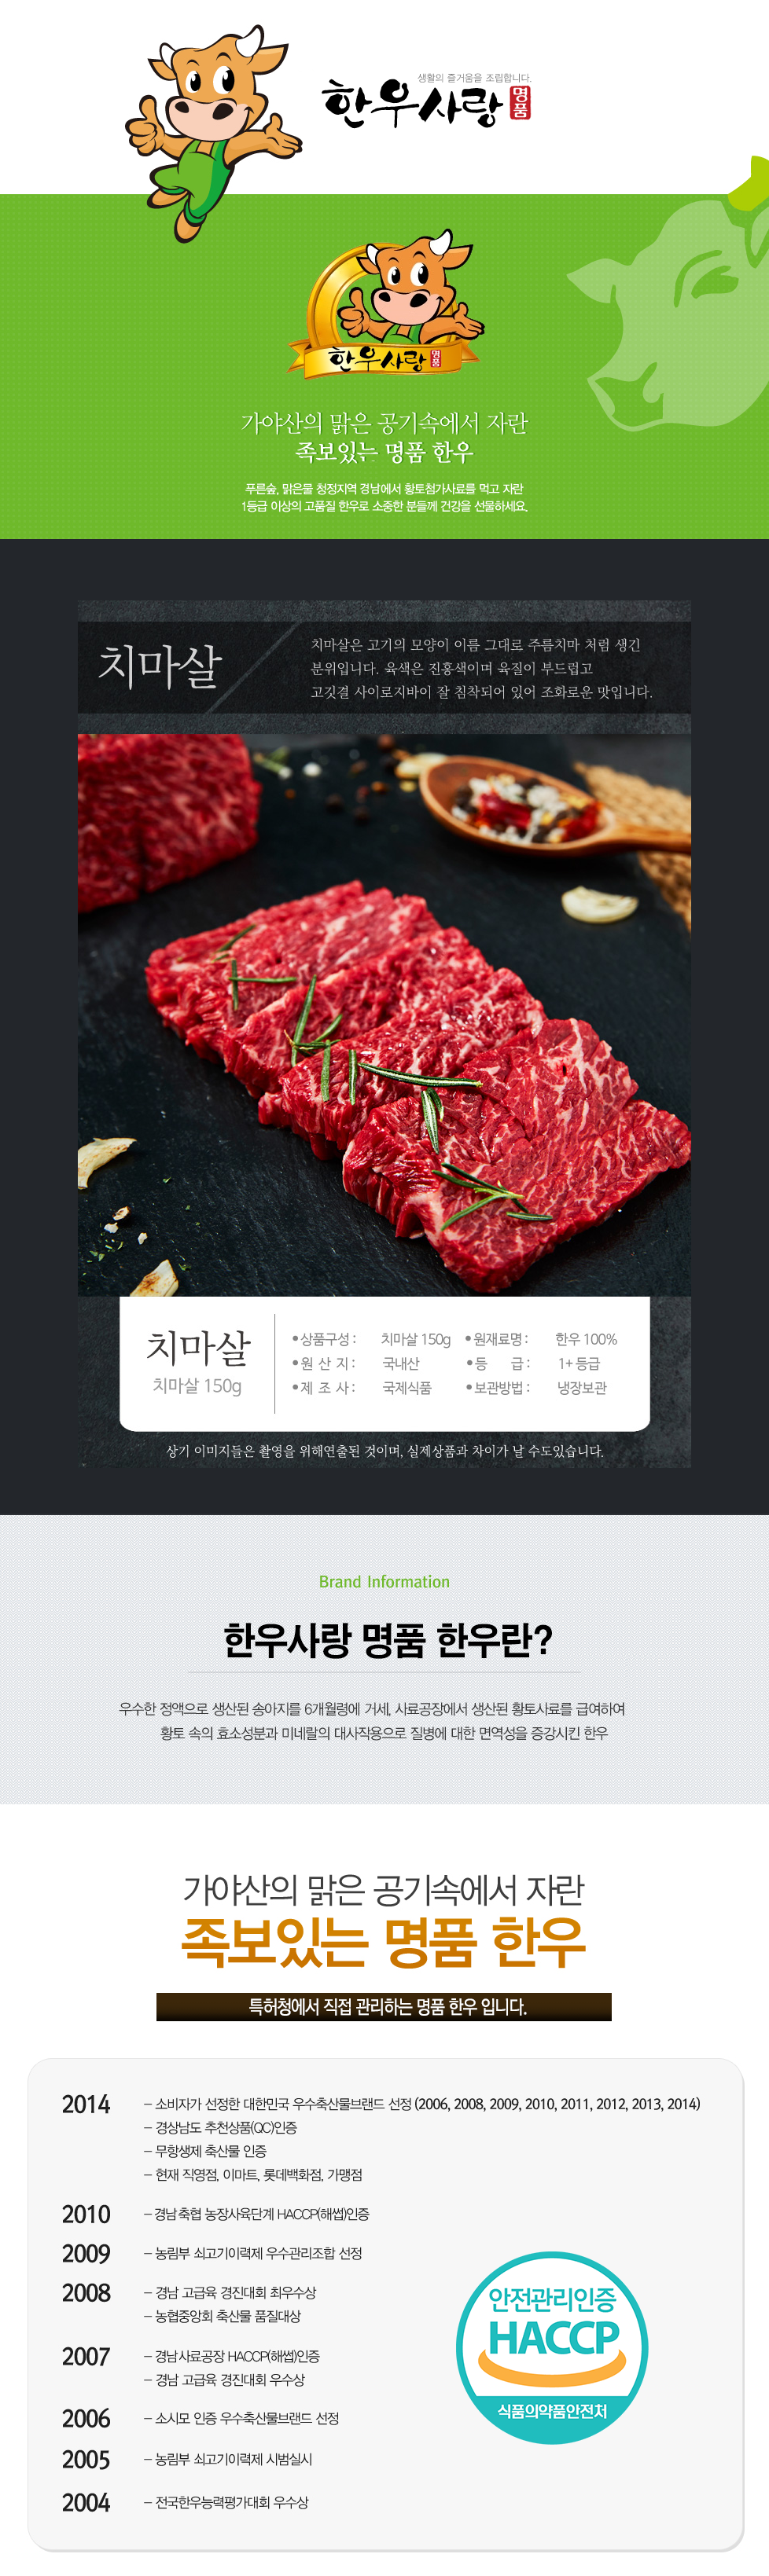 생활의 즐거움을 조립합니다.
한우사랑 명품
한우사랑 명품
가야산의 맑은 공기속에서 자란
족보있는 명품 한우
푸른숲, 맑은물 청정지역 경남에서 황토첨가사료를 먹고 자란
1등급 이상의 고품질 한우로 소중한 분들께 건강을 선물하세요.
치마살
치마살은 고기의 모양이 이름 그대로 주름치마 처럼 생긴
분위입니다. 육색은 진홍색이며 육질이 부드럽고
고깃결 사이로지바이 잘 침착되어 있어 조화로운 맛입니다.
치마살
치마살 150g
•상품구성 : 치마살 150g •원재료명 : 한우 100%
•원 산 지 : 국내산 •등 급 : 1+ 등급
•제 조 사 : 국제식품 •보관방법 : 냉장보관
상기 이미지들은 촬영을 위해연출된 것이며, 실제상품과 차이가 날 수도있습니다.
Brand Information
한우사랑 명품 한우란?
우수한 정액으로 생산된 송아지를 6개월령에 거세, 사료공장에서 생산된 황토사료를 급여하여
황토 속의 효소성분과 미네랄의 대사작용으로 질병에 대한 면역성을 증강시킨 한우
가야산의 맑은 공기속에서 자란
족보있는 명품 한우
특허청에서 직접 관리하는 명품 한우 입니다.
2014 – 소비자가 선정한 대한민국 우수축산물브랜드 선정 (2006, 2008, 2009, 2010, 2011, 2012, 2013, 2014)
– 경상남도 추천상품(QC)인증
– 무항생제 축산물 인증
– 현재 직영점, 이마트, 롯데백화점, 가맹점
2010 – 경남축협 농장사육단계 HACCP(해썹)인증
2009 – 농림부 쇠고기이력제 우수관리조합 선정
2008 – 경남 고급육 경진대회 최우수상
– 농협중앙회 축산물 품질대상
2007 – 경남사료공장 HACCP(해썹)인증
– 경남 고급육 경진대회 우수상
2006 – 소시모 인증 우수축산물브랜드 선정
2005 – 농림부 쇠고기이력제 시범실시
2004 – 전국한우능력평가대회 우수상
안전관리인증
HACCP
식품의약품안전처